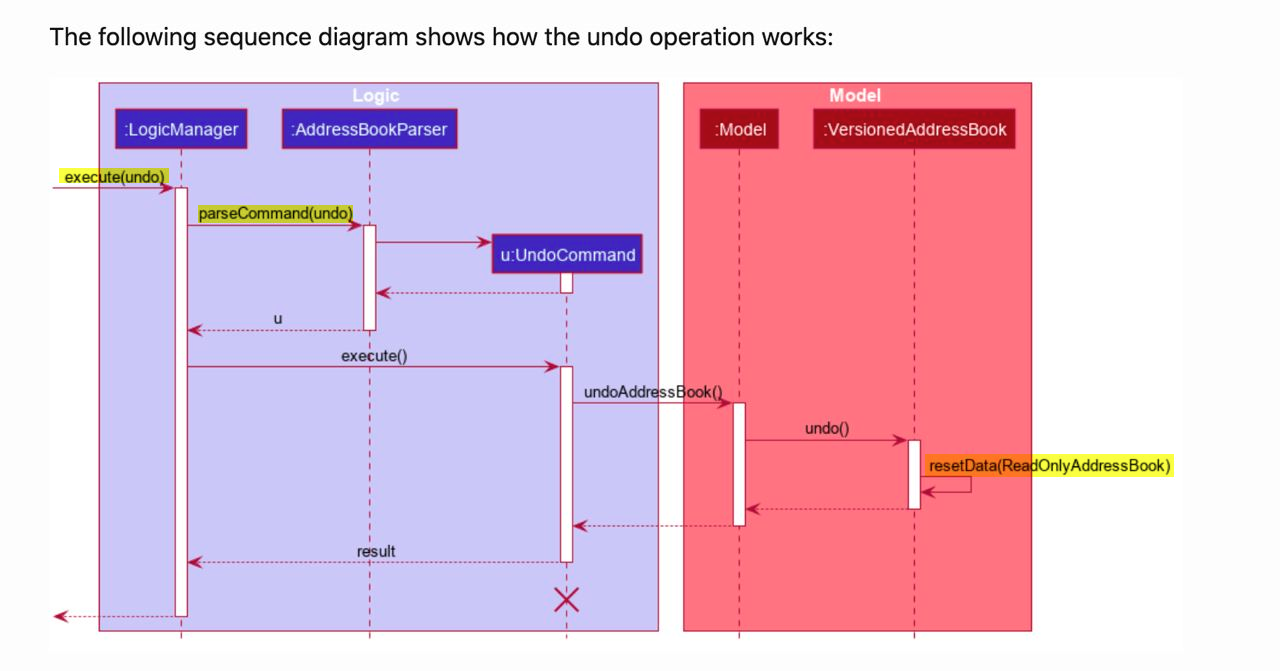 The following sequence diagram shows how the undo operation works:
Logic
Model
:LogicManager
:AddressBookParser
:Model
:VersionedAddressBook
execute(undo)
parseCommand(undo)
u:UndoCommand
u
execute()
undoAddressBook()
undo()
resetData(ReadOnlyAddressBook)
result